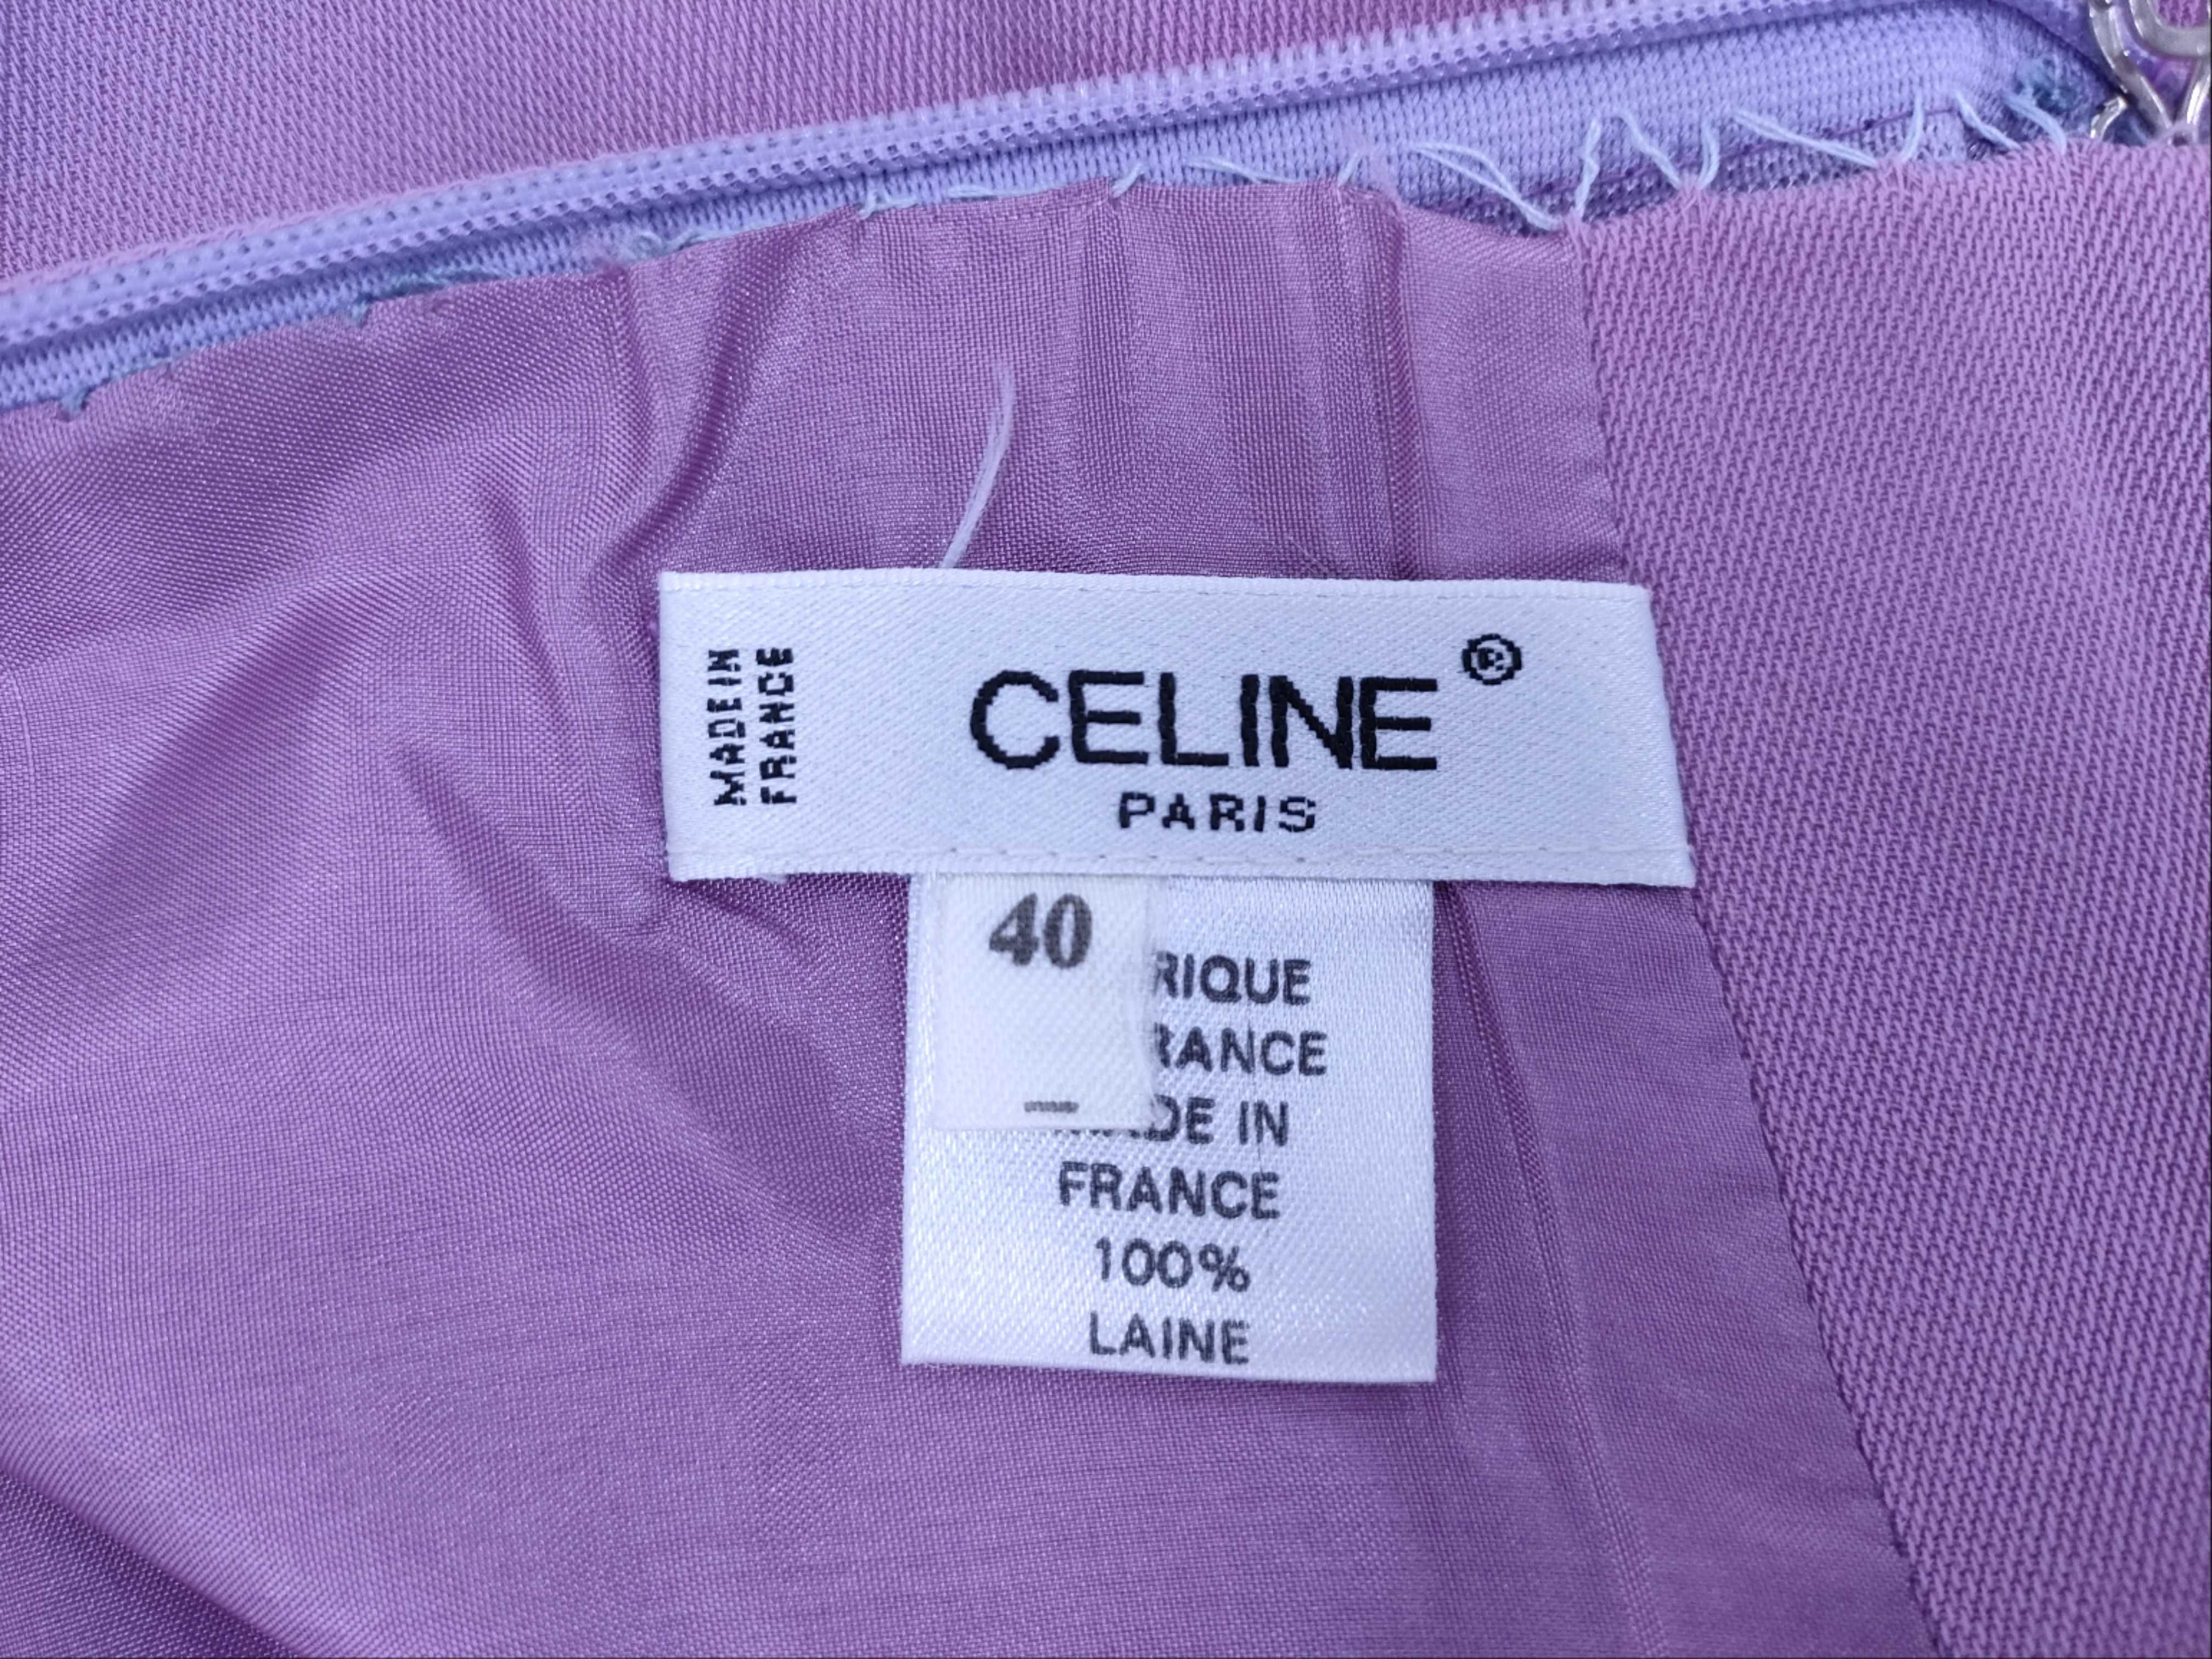 MADE IN
FRANCE
CELINE®
PARIS
40
RIQUE
RANCE
DE IN
FRANCE
100%
LAINE